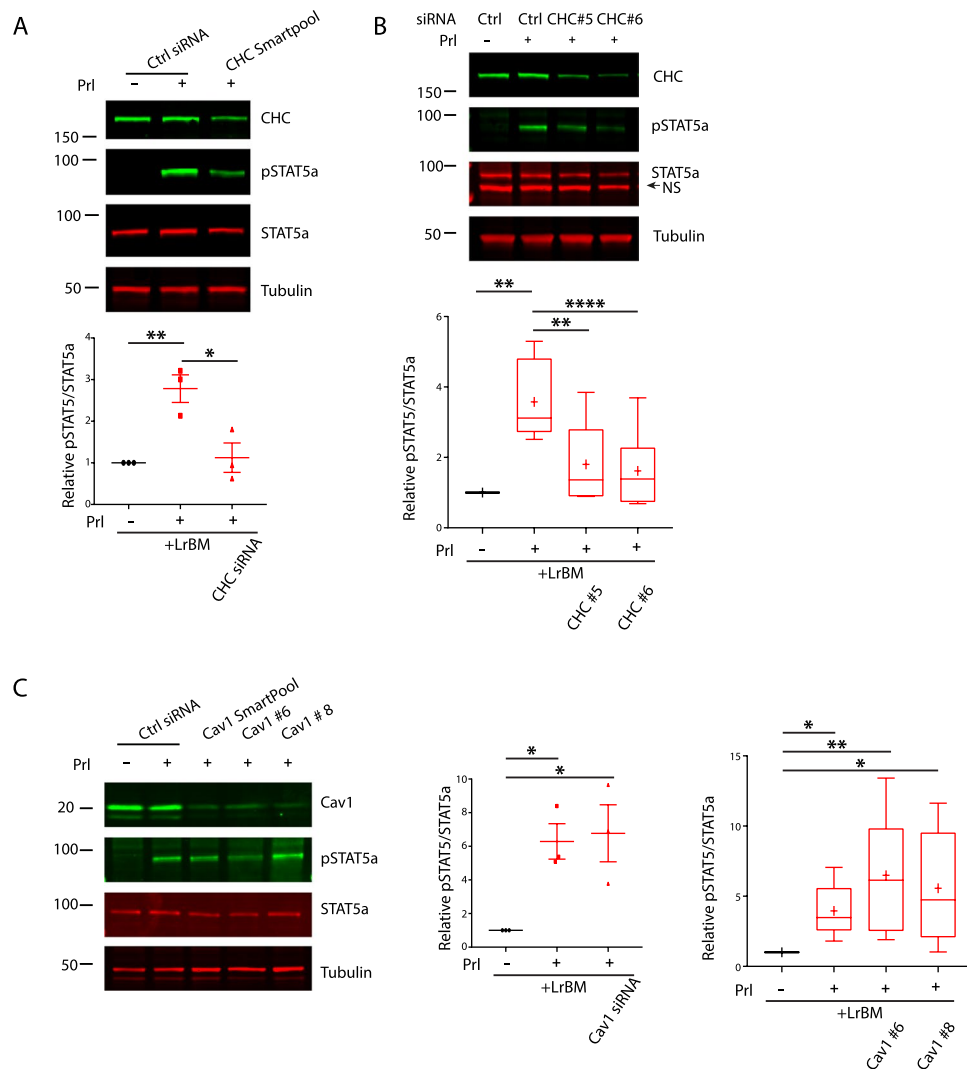 A
Ctrl siRNA
CHC Smartpool
Prl – + +
CHC
150
100
pSTAT5a
100
STAT5a
50
Tubulin
** *
Relative pSTAT5/STAT5a
4
3
2
1
0
Prl – + +
+LrBM
CHC siRNA
B
siRNA Ctrl Ctrl CHC#5 CHC#6
Prl – + + +
CHC
150
100
pSTAT5a
100
STAT5a
NS
50
Tubulin
** ****
**
Relative pSTAT5/STAT5a
6
4
2
0
Prl – + + +
+LrBM
CHC #5
CHC #6
C
Ctrl siRNA
Cav1 SmartPool
Cav1 #6
Cav1 # 8
Prl – + + + +
20
Cav1
100
pSTAT5a
100
STAT5a
50
Tubulin
*
*
Relative pSTAT5/STAT5a
10
8
6
4
2
0
Prl – + +
+LrBM
Cav1 siRNA
*
**
*
Relative pSTAT5/STAT5a
15
10
5
0
Prl – + + +
+LrBM
Cav1 #6
Cav1 #8